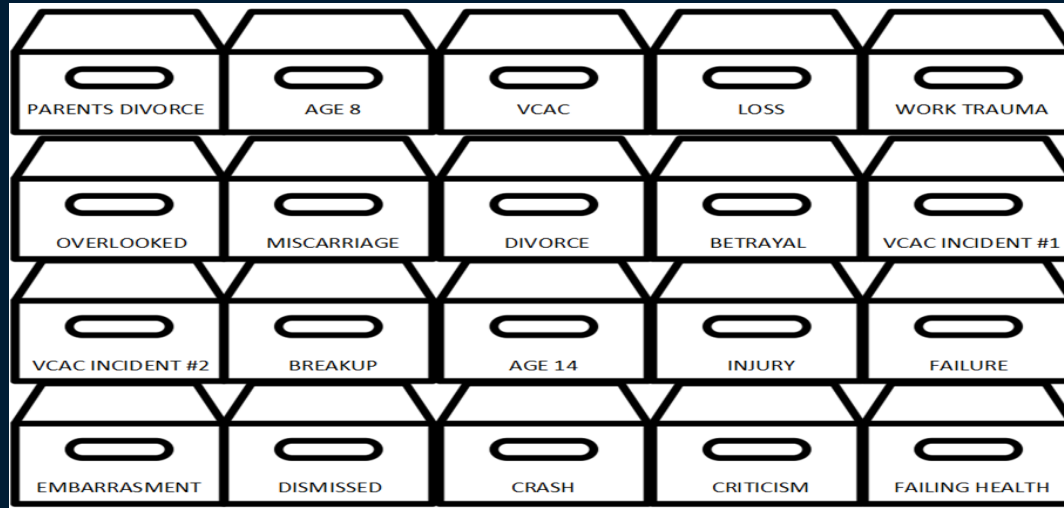 PARENTS DIVORCE AGE 8 VCAC LOSS WORK TRAUMA
OVERLOOKED MISCARRIAGE DIVORCE BETRAYAL VCAC INCIDENT #1
VCAC INCIDENT #2 BREAKUP AGE 14 INJURY FAILURE
EMBARRASMENT DISMISSED CRASH CRITICISM FAILING HEALTH